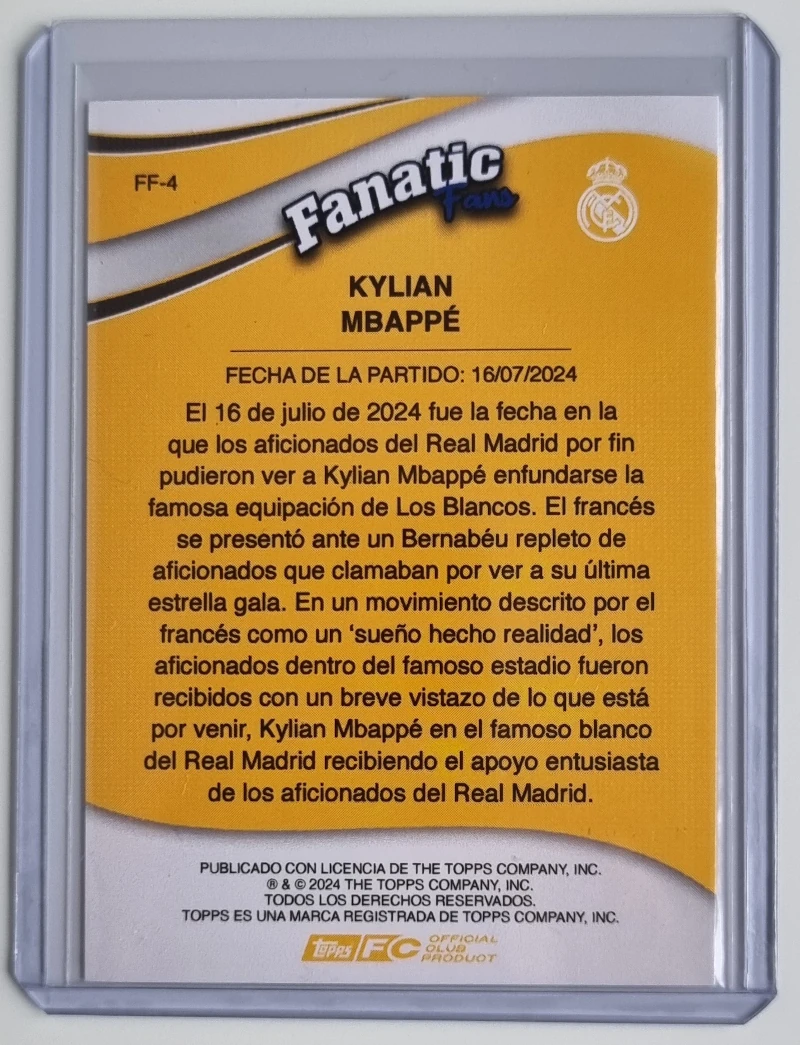 FF-4
Fanatic
Fans
KYLIAN
MBAPPÉ
FECHA DE LA PARTIDO: 16/07/2024
El 16 de julio de 2024 fue la fecha en la
que los aficionados del Real Madrid por fin
pudieron ver a Kylian Mbappé enfundarse la
famosa equipación de Los Blancos. El francés
se presentó ante un Bernabéu repleto de
aficionados que clamaban por ver a su última
estrella gala. En un movimiento descrito por el
francés como un ‘sueño hecho realidad’, los
aficionados dentro del famoso estadio fueron
recibidos con un breve vistazo de lo que está
por venir, Kylian Mbappé en el famoso blanco
del Real Madrid recibiendo el apoyo entusiasta
de los aficionados del Real Madrid.
PUBLICADO CON LICENCIA DE THE TOPPS COMPANY, INC.
® & © 2024 THE TOPPS COMPANY, INC.
TODOS LOS DERECHOS RESERVADOS.
TOPPS ES UNA MARCA REGISTRADA DE TOPPS COMPANY, INC.
Topps FC OFFICIAL
CLUB
PRODUCT